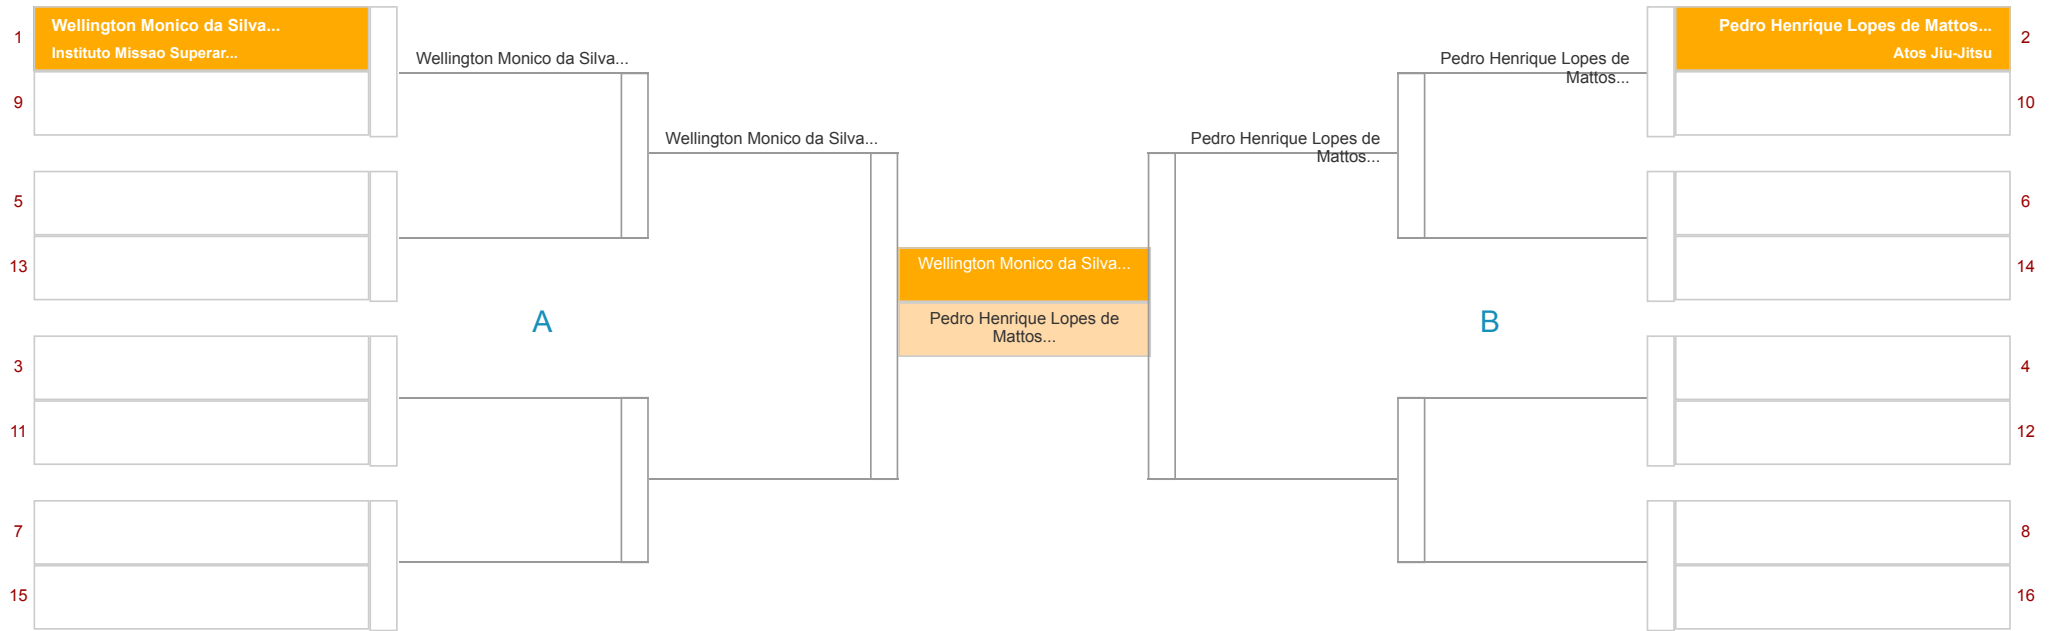 1
Wellington Monico da Silva...
Instituto Missao Superar...
9
5
13
3
11
7
15
Wellington Monico da Silva...
Wellington Monico da Silva...
A
Wellington Monico da Silva...
Pedro Henrique Lopes de
Mattos...
Pedro Henrique Lopes de
Mattos...
B
Pedro Henrique Lopes de
Mattos...
Pedro Henrique Lopes de Mattos...
Atos Jiu-Jitsu
2
10
6
14
4
12
8
16